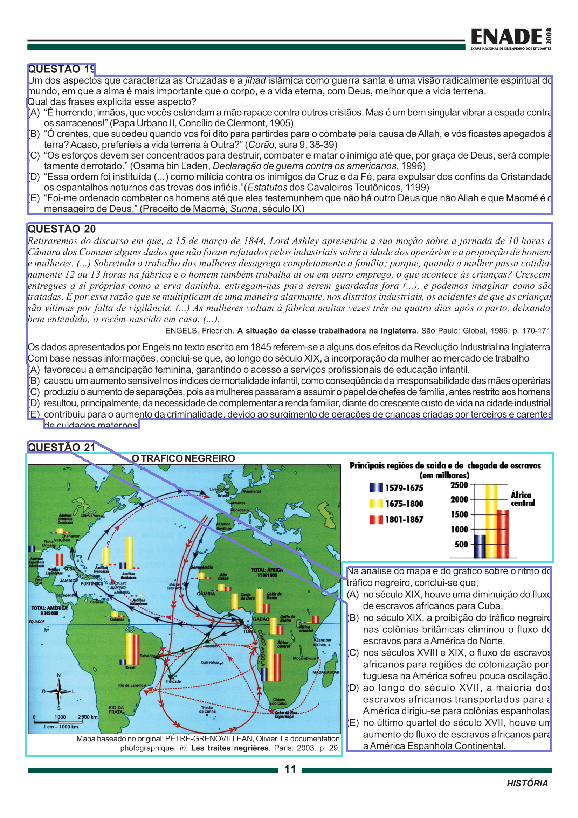 ENADE 2008
EXAME NACIONAL DE DESEMPENHO DOS ESTUDANTES
QUESTÃO 19
Um dos aspectos que caracteriza as Cruzadas e a jihad islâmica como guerra santa é uma visão radicalmente espiritual do
mundo, em que a alma é mais importante que o corpo, e a vida eterna, com Deus, melhor que a vida terrena.
Qual das frases explicita esse aspecto?
(A) “É horrendo, irmãos, que vocês estendam a mão rapace contra outros cristãos. Mas é um bem singular vibrar a espada contra
os sarracenos!” (Papa Urbano II, Concílio de Clermont, 1095)
(B) “Ó crentes, que sucedeu quando vos foi dito para partirdes para o combate pela causa de Allah, e vós ficastes apegados à
terra? Acaso, preferíeis a vida terrena à Outra?” (Corão, sura 9, 38-39)
(C) “Os esforços devem ser concentrados para destruir, combater e matar o inimigo até que, por graça de Deus, será comple-
tamente derrotado.” (Osama bin Laden, Declaração de guerra contra os americanos, 1996)
(D) “Essa ordem foi instituída (...) como milícia contra os inimigos da Cruz e da Fé, para expulsar dos confins da Cristandade
os espantalhos noturnos das trevas dos infiéis.”(Estatutos dos Cavaleiros Teutônicos, 1199)
(E) “Foi-me ordenado combater os homens até que eles testemunhem que não há outro Deus que não Allah e que Maomé é o
mensageiro de Deus.” (Preceito de Maomé, Sunna, século IX)
QUESTÃO 20
Retiraremos do discurso em que, a 15 de março de 1844, Lord Ashley apresentou a sua moção sobre a jornada de 10 horas à
Câmara dos Comuns alguns dados que não foram refutados pelos industriais sobre a idade dos operários e a proporção de homens
e mulheres. (...) Sobretudo o trabalho das mulheres desagrega completamente a família; porque, quando a mulher passa cotidia-
namente 12 ou 13 horas na fábrica e o homem também trabalha aí ou em outro emprego, o que acontece às crianças? Crescem,
entregues a si próprias como a erva daninha, entregam-nas para serem guardadas fora (...), e podemos imaginar como são
tratadas. É por essa razão que se multiplicam de uma maneira alarmante, nos distritos industriais, os acidentes de que as crianças
são vítimas por falta de vigilância. (...) As mulheres voltam à fábrica muitas vezes três ou quatro dias após o parto, deixando,
bem entendido, o recém-nascido em casa. (...).
ENGELS, Friedrich. A situação da classe trabalhadora na Inglaterra. São Paulo: Global, 1986. p. 170-171
Os dados apresentados por Engels no texto escrito em 1845 referem-se a alguns dos efeitos da Revolução Industrial na Inglaterra.
Com base nessas informações, conclui-se que, ao longo do século XIX, a incorporação da mulher ao mercado de trabalho
(A) favoreceu a emancipação feminina, garantindo o acesso a serviços profissionais de educação infantil.
(B) causou um aumento sensível nos índices de mortalidade infantil, como conseqüência da irresponsabilidade das mães operárias.
(C) produziu o aumento de separações, pois as mulheres passaram a assumir o papel de chefes de família, antes restrito aos homens.
(D) resultou, principalmente, da necessidade de complementar a renda familiar, diante do crescente custo de vida na cidade industrial.
(E) contribuiu para o aumento da criminalidade, devido ao surgimento de gerações de crianças criadas por terceiros e carentes
de cuidados maternos.
QUESTÃO 21
O TRÁFICO NEGREIRO
TOTAL: ÁFRICA
TOTAL: AMÉRICA
RIO DA
PRATA
0 1000 2000 km
Mapa baseado no original: PÉTRÉ-GRENOVILLEAN, Olivier. La documentation
photographique. In. Les traites negrières. Paris: 2003, p. 29.
Principais regiões de saída e de chegada de escravos
(em milhares)
1579-1675
1675-1800
1801-1867
2500
2000
1500
1000
500
África
central
Na análise do mapa e do gráfico sobre o ritmo do
tráfico negreiro, conclui-se que,
(A) no século XIX, houve uma diminuição do fluxo
de escravos africanos para Cuba.
(B) no século XIX, a proibição do tráfico negreiro
nas colônias britânicas eliminou o fluxo de
escravos para a América do Norte.
(C) nos séculos XVIII e XIX, o fluxo de escravos
africanos para regiões de colonização por-
tuguesa na América sofreu pouca oscilação.
(D) ao longo do século XVII, a maioria dos
escravos africanos transportados para a
América dirigiu-se para colônias espanholas.
(E) no último quartel do século XVII, houve um
aumento do fluxo de escravos africanos para
a América Espanhola Continental.
11
HISTÓRIA